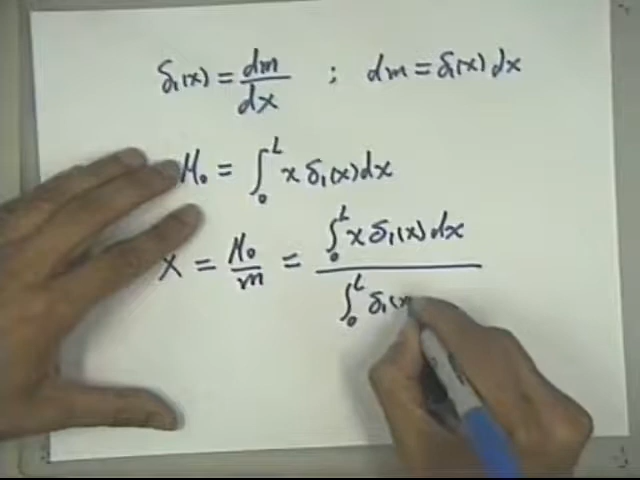 δ₁(x) = dm/dx ; dm = δ₁(x) dx
M₀ = ∫₀ᴸ x δ₁(x) dx
x = M₀/m = ∫₀ᴸ x δ₁(x) dx / ∫₀ᴸ δ₁(x